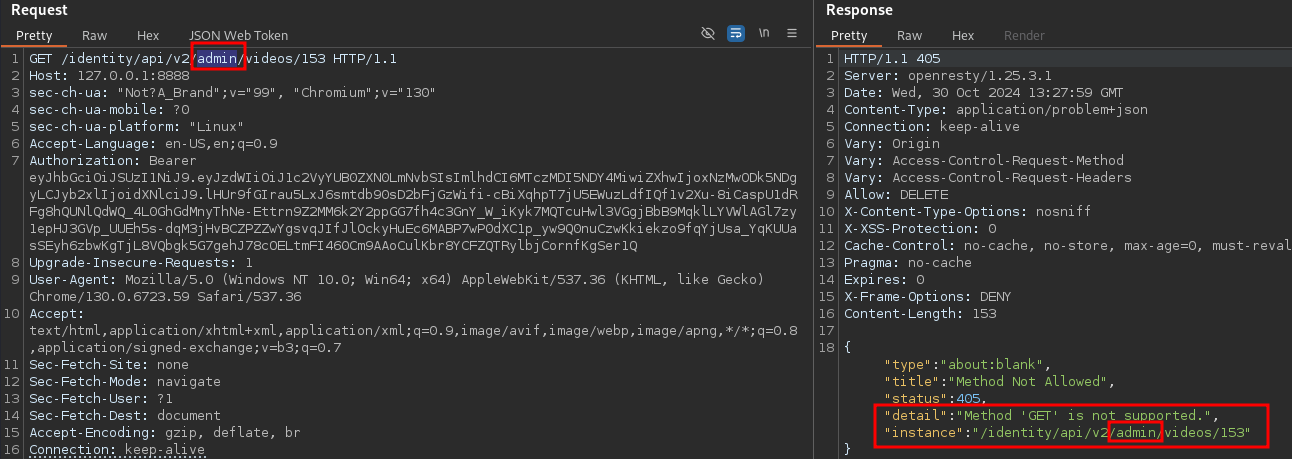 Request
Pretty Raw Hex JSON Web Token
\n
1 GET /identity/api/v2/admin/videos/153 HTTP/1.1
2 Host: 127.0.0.1:8888
3 sec-ch-ua: "Not?A_Brand";v="99", "Chromium";v="130"
4 sec-ch-ua-mobile: ?0
5 sec-ch-ua-platform: "Linux"
6 Accept-Language: en-US,en;q=0.9
7 Authorization: Bearer
8 Upgrade-Insecure-Requests: 1
9 User-Agent: Mozilla/5.0 (Windows NT 10.0; Win64; x64) AppleWebKit/537.36 (KHTML, like Gecko)
Chrome/130.0.6723.59 Safari/537.36
10 Accept:
text/html,application/xhtml+xml,application/xml;q=0.9,image/avif,image/webp,image/apng,*/*;q=0.8
,application/signed-exchange;v=b3;q=0.7
11 Sec-Fetch-Site: none
12 Sec-Fetch-Mode: navigate
13 Sec-Fetch-User: ?1
14 Sec-Fetch-Dest: document
15 Accept-Encoding: gzip, deflate, br
16 Connection: keep-alive
Response
Pretty Raw Hex Render
1 HTTP/1.1 405
2 Server: openresty/1.25.3.1
3 Date: Wed, 30 Oct 2024 13:27:59 GMT
4 Content-Type: application/problem+json
5 Connection: keep-alive
6 Vary: Origin
7 Vary: Access-Control-Request-Method
8 Vary: Access-Control-Request-Headers
9 Allow: DELETE
10 X-Content-Type-Options: nosniff
11 X-XSS-Protection: 0
12 Cache-Control: no-cache, no-store, max-age=0, must-reval
13 Pragma: no-cache
14 Expires: 0
15 X-Frame-Options: DENY
16 Content-Length: 153
17
18 {
"type":"about:blank",
"title":"Method Not Allowed",
"status":405,
"detail":"Method 'GET' is not supported.",
"instance":"/identity/api/v2/admin/videos/153"
}